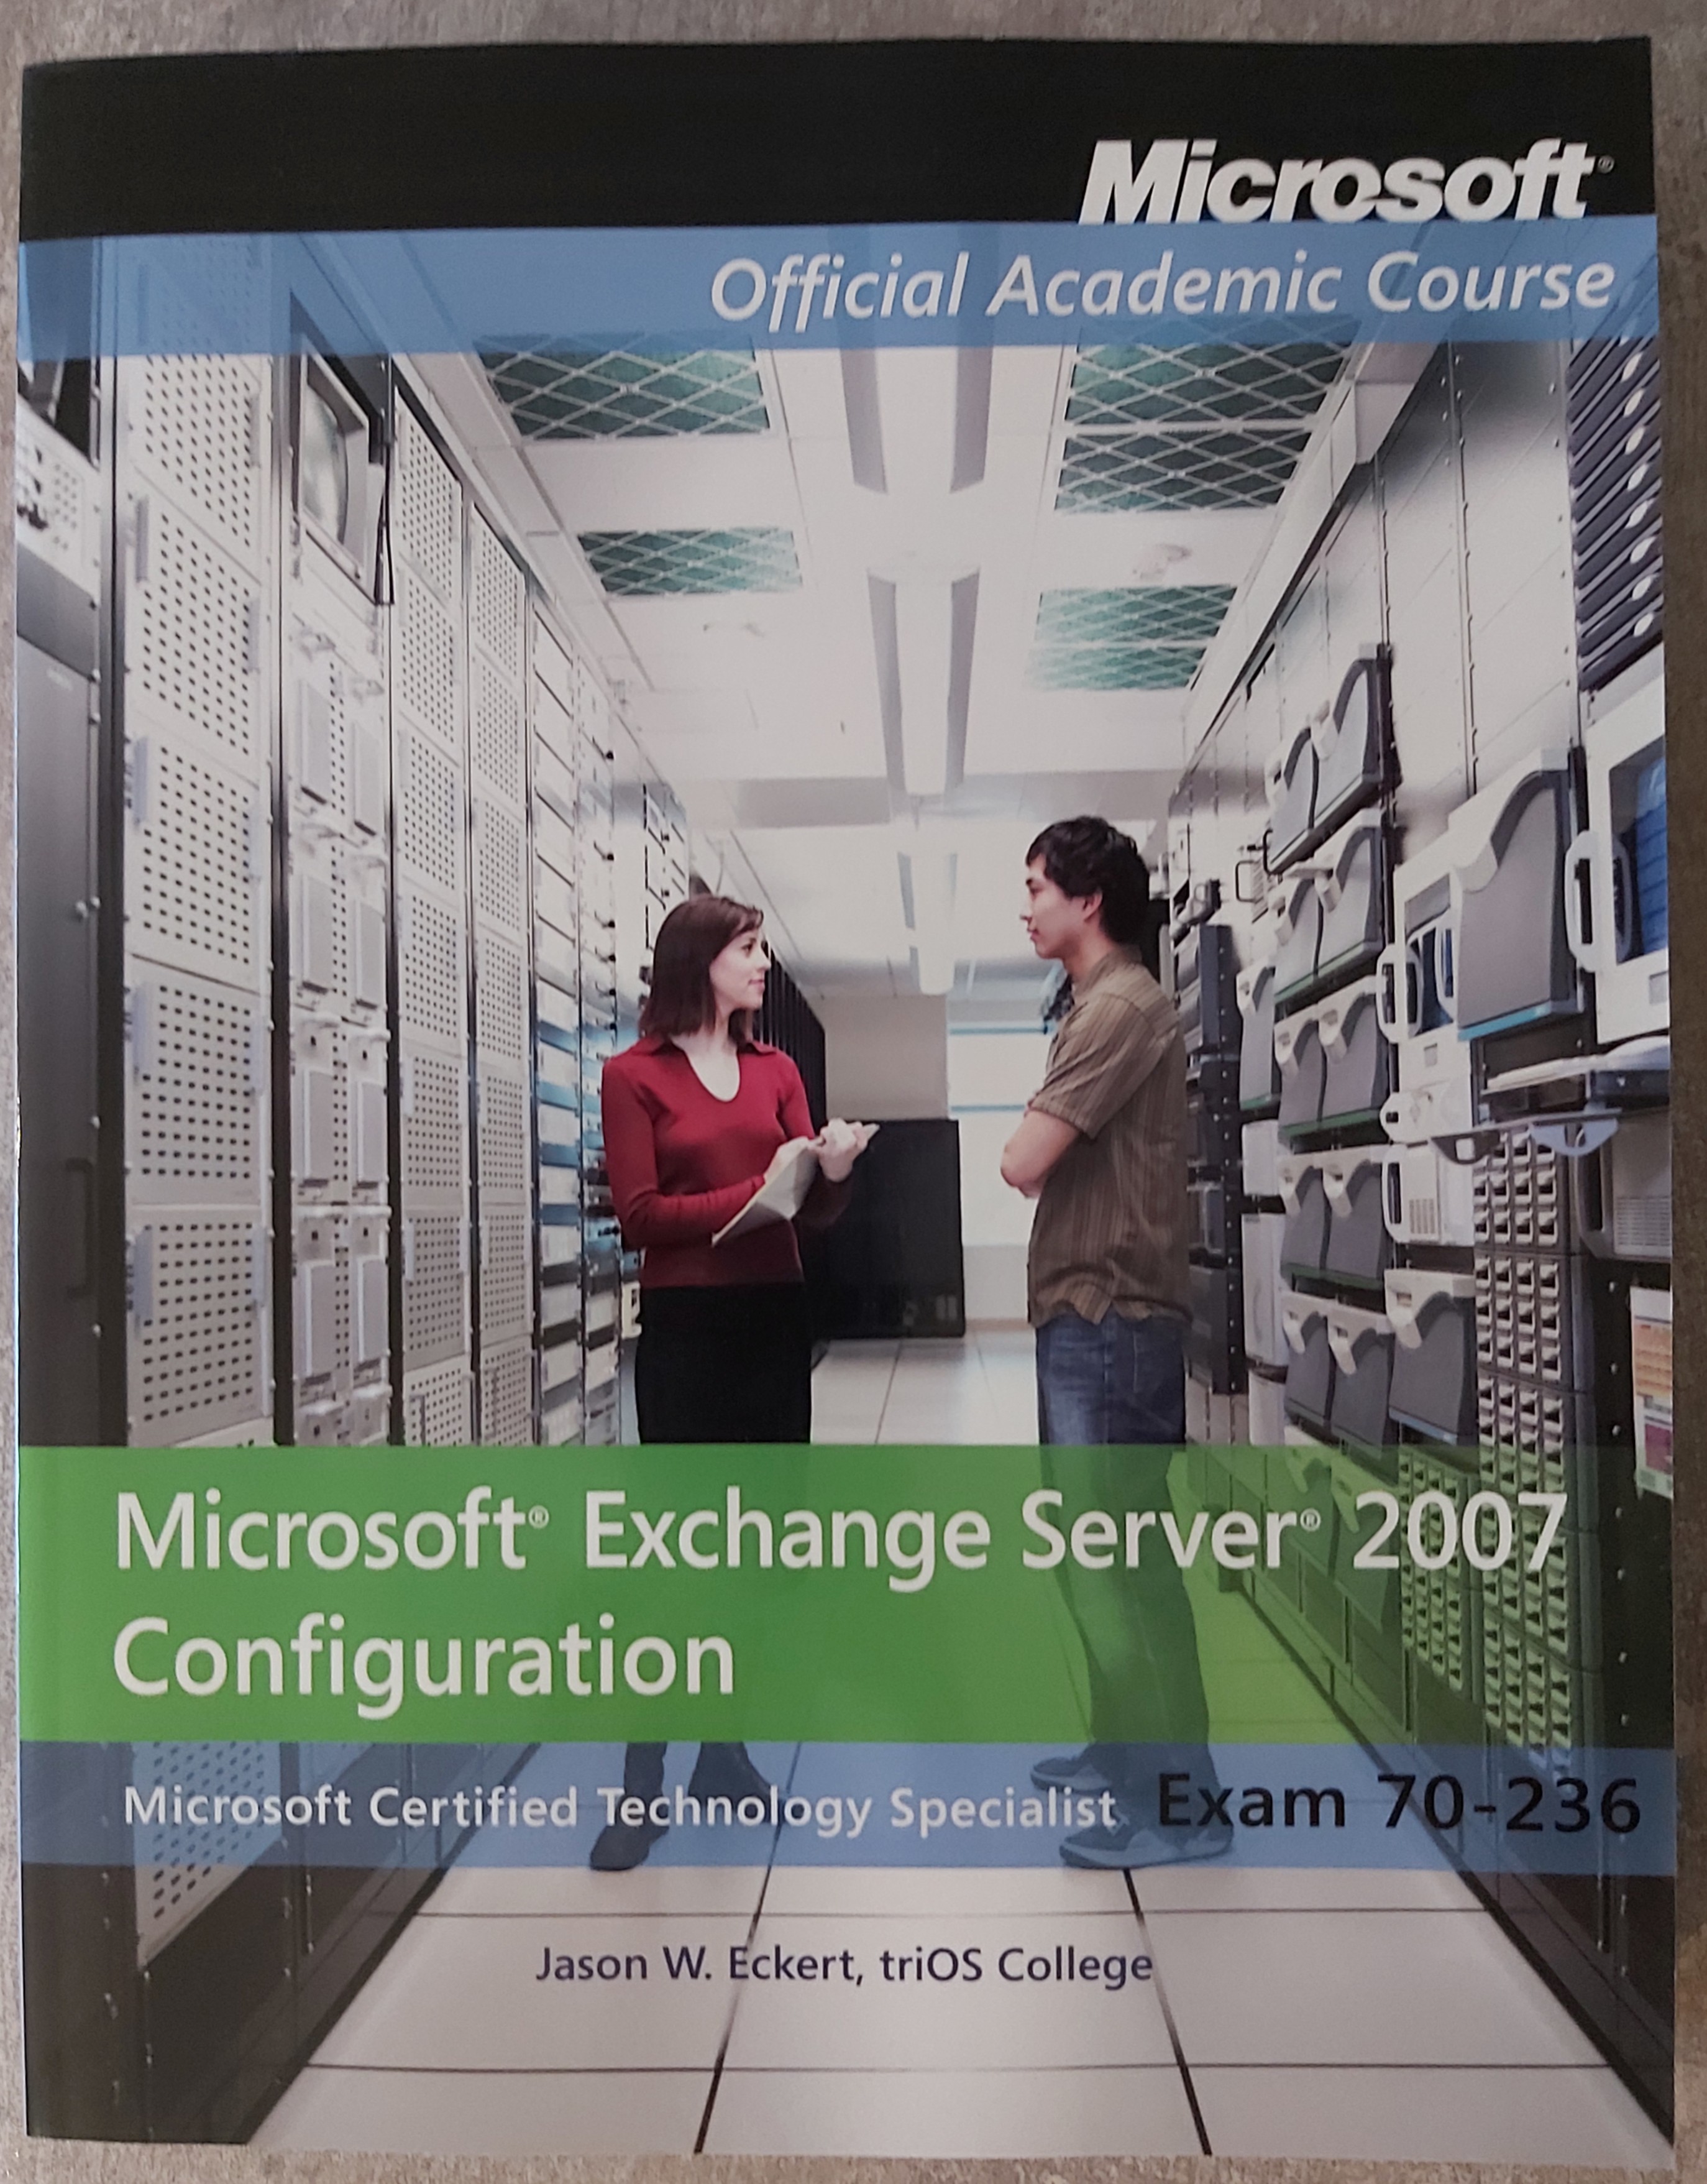 Microsoft®
Official Academic Course
Microsoft® Exchange Server® 2007
Configuration
Microsoft Certified Technology Specialist Exam 70-236
Jason W. Eckert, triOS College